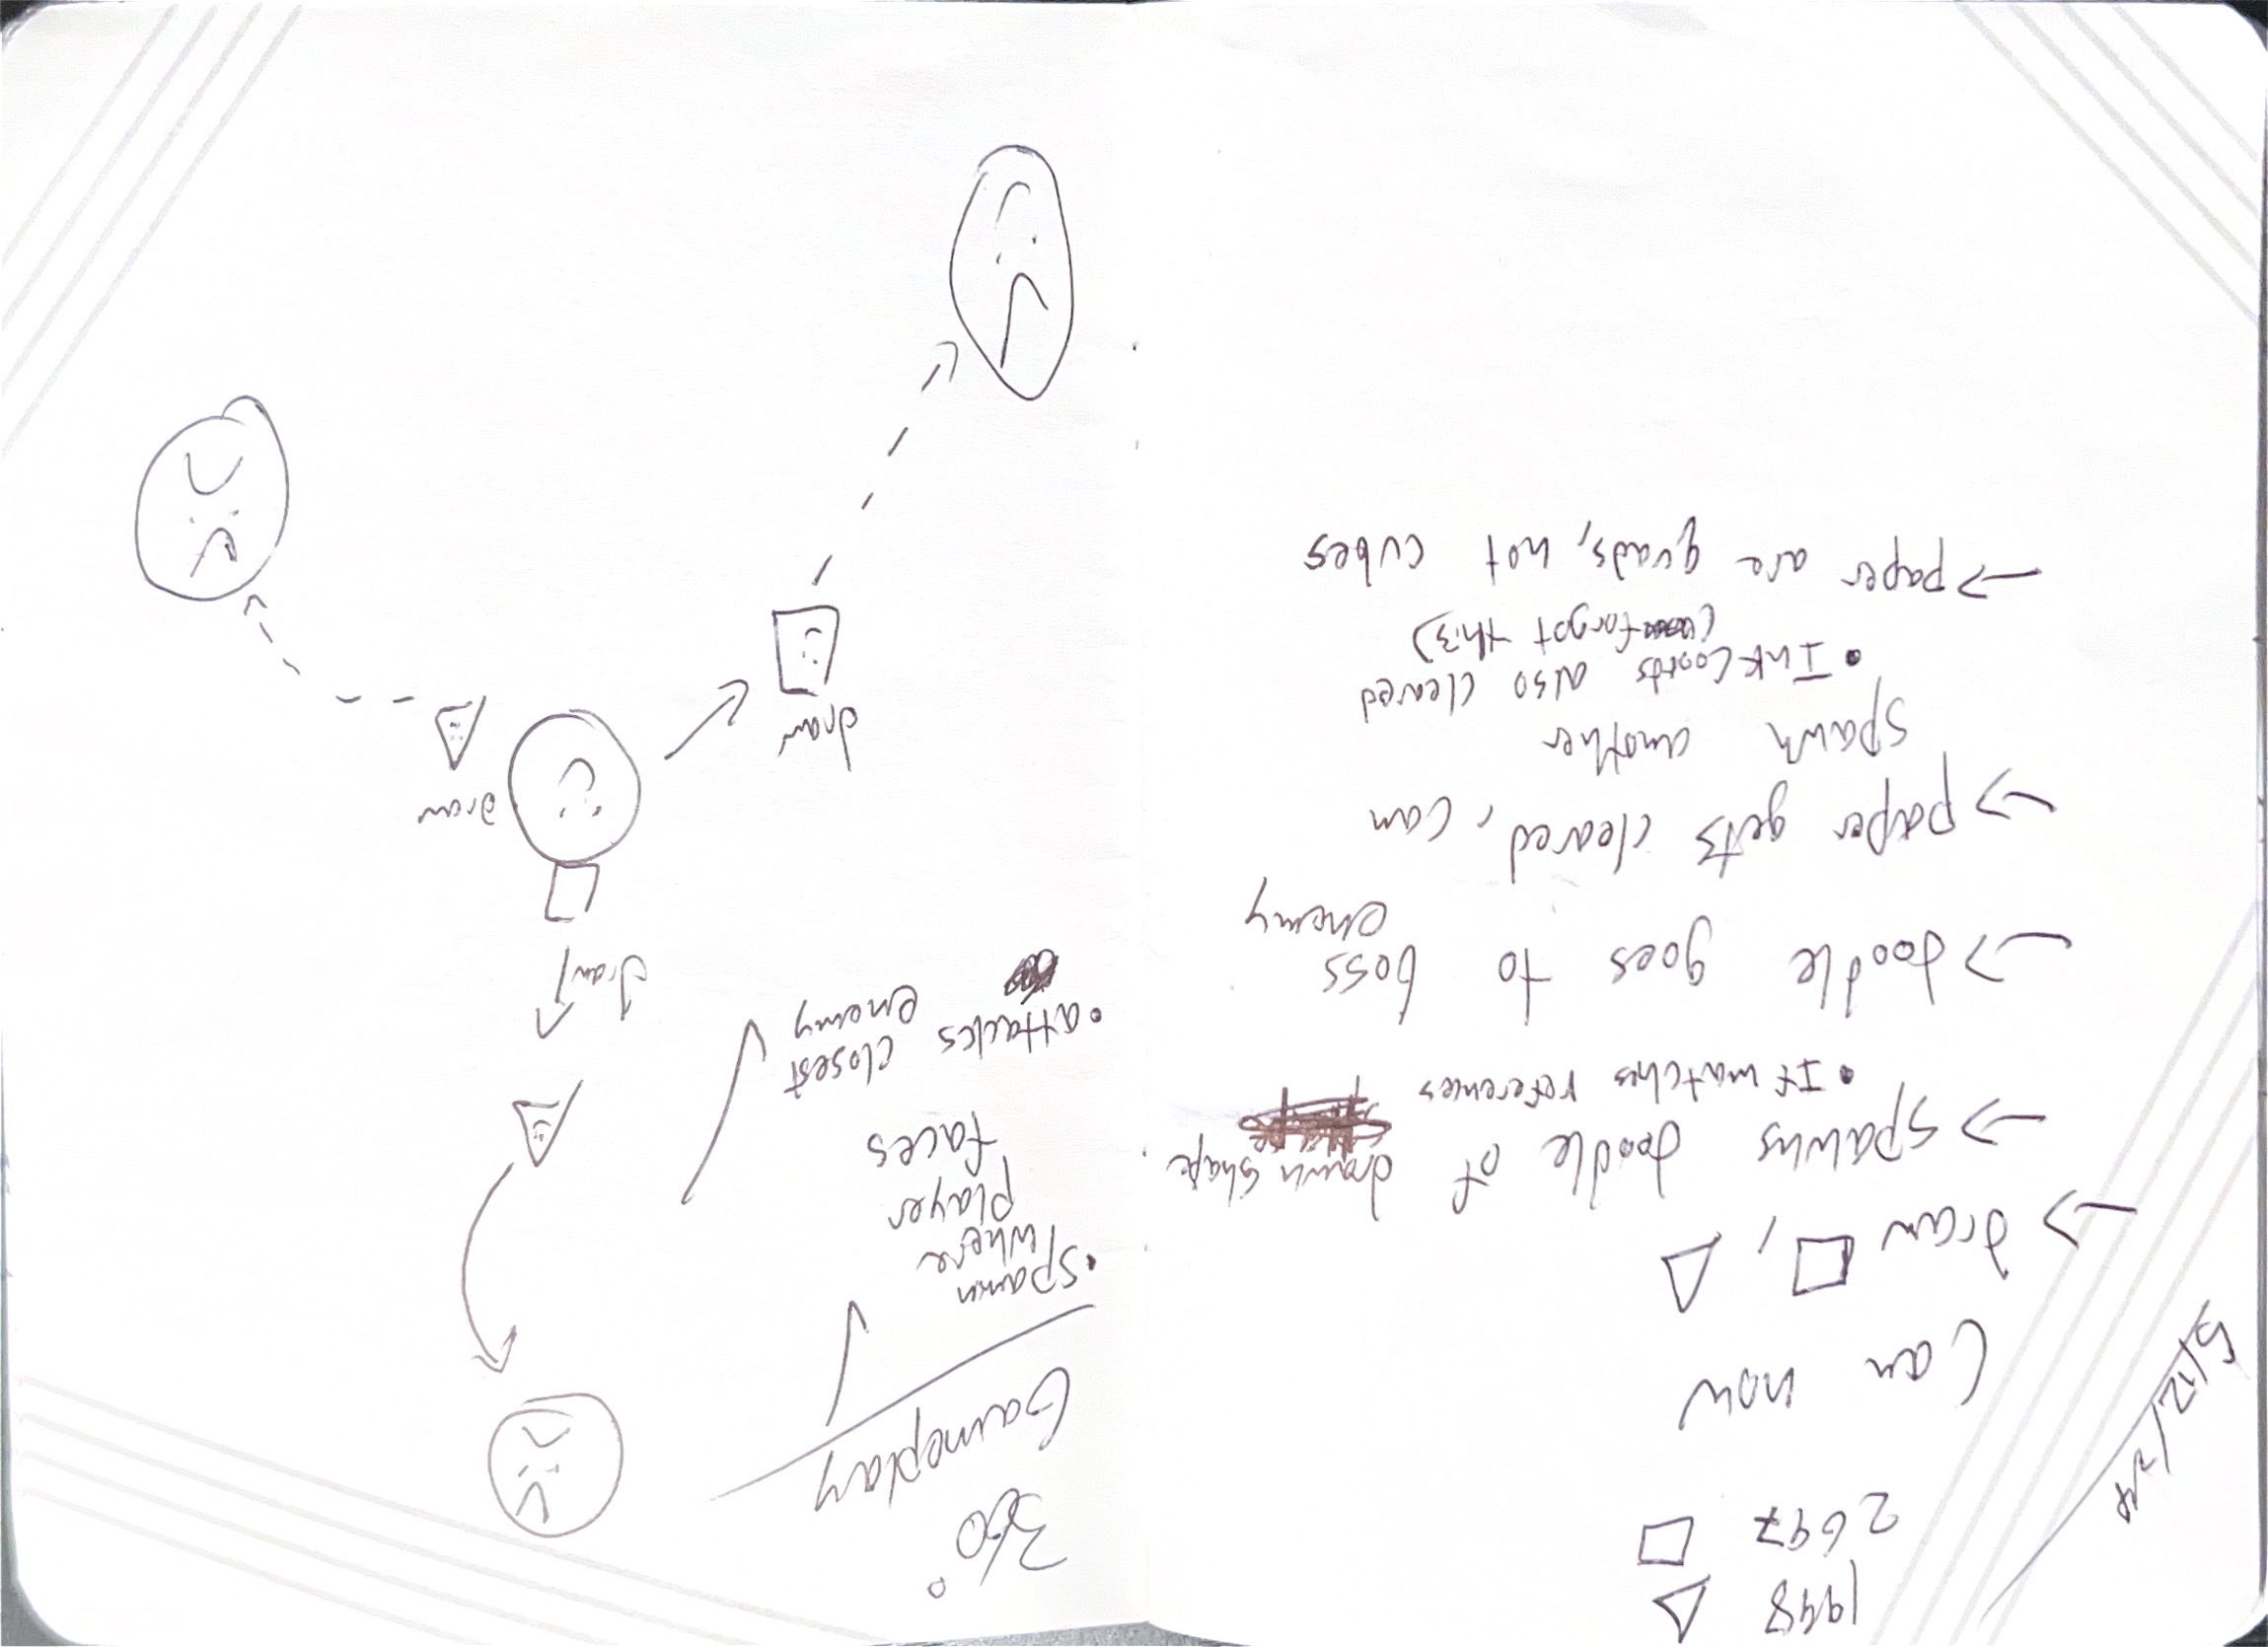 1998
2697
5/12/24
Can now
→ draw □, △
→ spawns doodle of drawn shape.
• If matches references
→ doodle goes to boss
enemy
→ paper gets cleared, can
spawn another
• InkCoords also cleared
(forgot this)
→ paper are quads, not cubes
360°
Gameplay
• spawn
where
player
faces
• attacks closest
enemy
draw
draw
draw